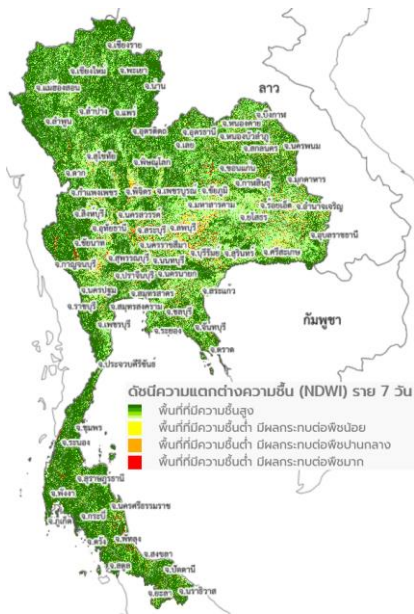 จ.เชียงราย
จ.เชียงใหม่
จ.พะเยา
จ.แม่ฮ่องสอน
จ.น่าน
จ.ลำปาง
จ.แพร่
จ.ลำพูน
จ.อุตรดิตถ์
จ.สุโขทัย
จ.พิษณุโลก
จ.ตาก
จ.กำแพงเพชร
จ.พิจิตร
จ.เพชรบูรณ์
จ.ชัยภูมิ
ลาว
จ.บึงกาฬ
จ.หนองคาย
จ.อุดรธานี
จ.หนองบัวลำภู
จ.เลย
จ.สกลนคร
จ.นครพนม
จ.ขอนแก่น
จ.กาฬสินธุ์
จ.มุกดาหาร
จ.มหาสารคาม
จ.ร้อยเอ็ด
จ.อำนาจเจริญ
จ.ยโสธร
จ.อุบลราชธานี
จ.สิงห์บุรี
จ.นครสวรรค์
จ.อุทัยธานี
จ.สระบุรี
จ.ลพบุรี
จ.ชัยนาท
จ.นครราชสีมา
จ.บุรีรัมย์
จ.สุรินทร์
จ.ศรีสะเกษ
จ.กาญจนบุรี
จ.สุพรรณบุรี
จ.นนทบุรี
จ.ปราจีนบุรี
จ.นครนายก
จ.นครปฐม
จ.สมุทรสาคร
จ.สระแก้ว
จ.ราชบุรี
จ.สมุทรสงคราม
จ.ชลบุรี
จ.เพชรบุรี
จ.ระยอง
จ.จันทบุรี
จ.ตราด
กัมพูชา
จ.ประจวบคีรีขันธ์
ดัชนีความแตกต่างความชื้น (NDWI) ราย 7 วัน
พื้นที่ที่มีความชื้นสูง
พื้นที่ที่มีความชื้นต่ำ มีผลกระทบต่อพืชน้อย
พื้นที่ที่มีความชื้นต่ำ มีผลกระทบต่อพืชปานกลาง
พื้นที่ที่มีความชื้นต่ำ มีผลกระทบต่อพืชมาก
จ.ชุมพร
จ.ระนอง
จ.สุราษฎร์ธานี
จ.พังงา
จ.นครศรีธรรมราช
จ.กระบี่
จ.ภูเก็ต
จ.ตรัง
จ.พัทลุง
จ.สงขลา
จ.สตูล
จ.ปัตตานี
จ.ยะลา
จ.นราธิวาส